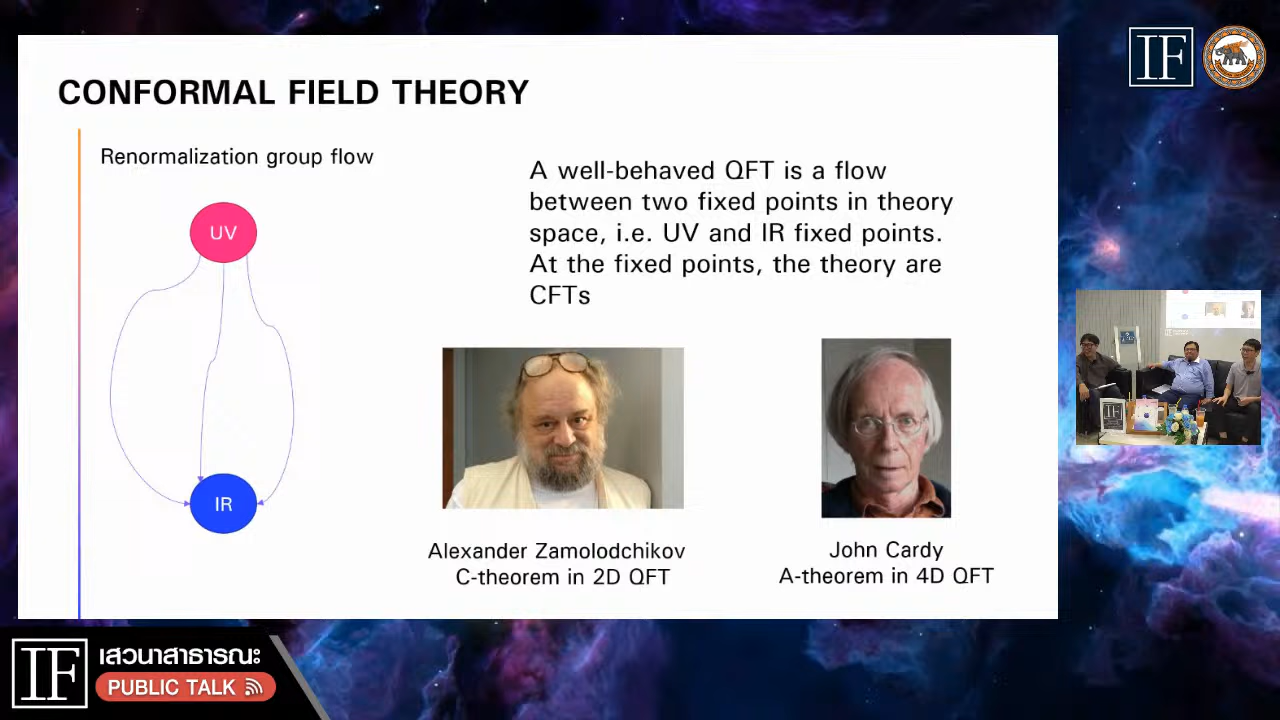 CONFORMAL FIELD THEORY
Renormalization group flow
UV
IR
A well-behaved QFT is a flow
between two fixed points in theory
space, i.e. UV and IR fixed points.
At the fixed points, the theory are
CFTs
Alexander Zamolodchikov
C-theorem in 2D QFT
John Cardy
A-theorem in 4D QFT
IF
IF
เสวนาสาธารณะ
PUBLIC TALK